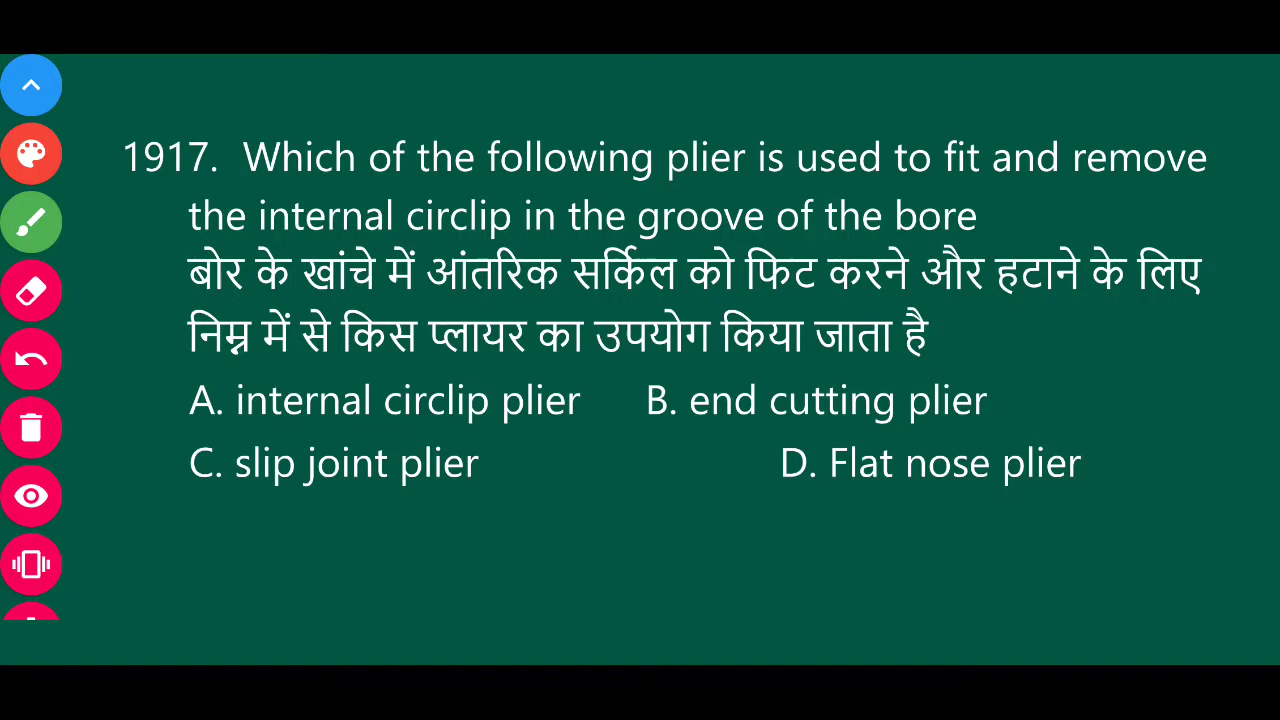 1917. Which of the following plier is used to fit and remove
the internal circlip in the groove of the bore
बोर के खांचे में आंतरिक सर्किल को फिट करने और हटाने के लिए
निम्न में से किस प्लायर का उपयोग किया जाता है
A. internal circlip plier B. end cutting plier
C. slip joint plier D. Flat nose plier